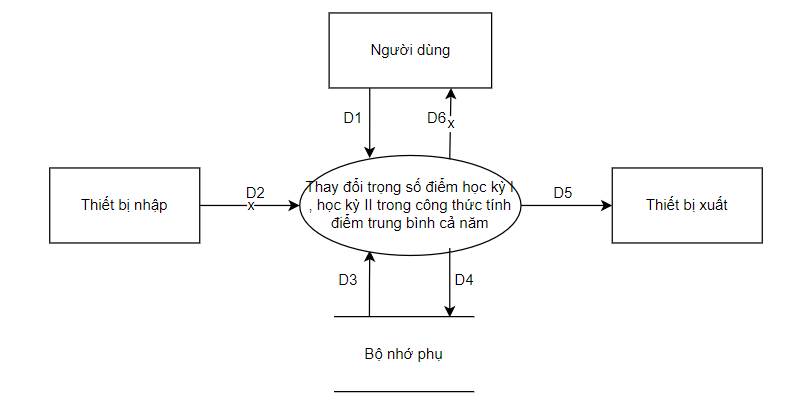 Người dùng
D1
D6
x
Thiết bị nhập
D2
x
Thay đổi trọng số điểm học kỳ I
, học kỳ II trong công thức tính
điểm trung bình cả năm
D5
Thiết bị xuất
D3
D4
Bộ nhớ phụ